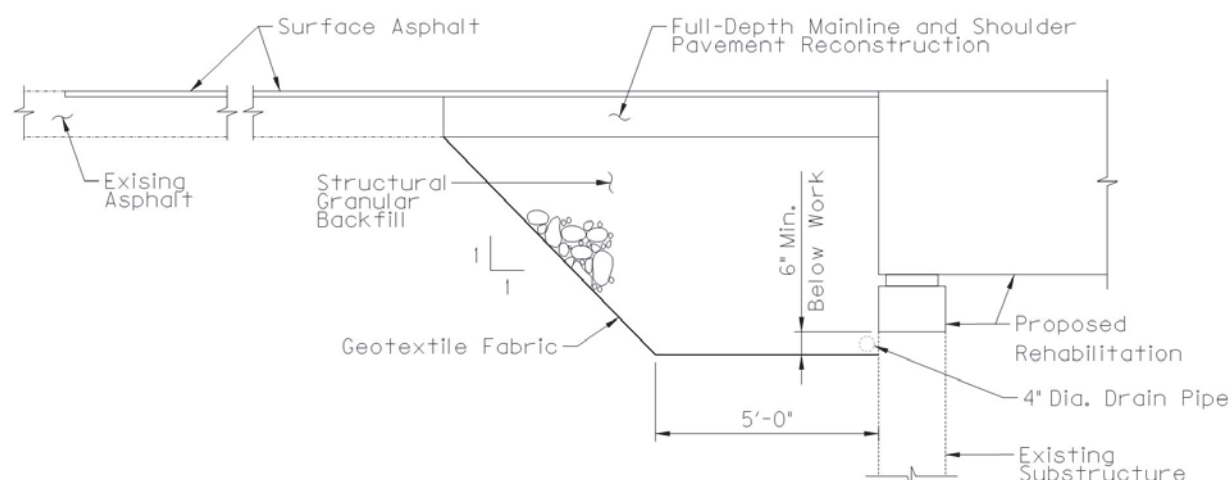 Surface Asphalt
Full-Depth Mainline and Shoulder
Pavement Reconstruction
Exising
Asphalt
Structural
Granular
Backfill
6" Min.
Below Work
1
1
Geotextile Fabric
Proposed
Rehabilitation
4" Dia. Drain Pipe
5'-0"
Existing
Substructure